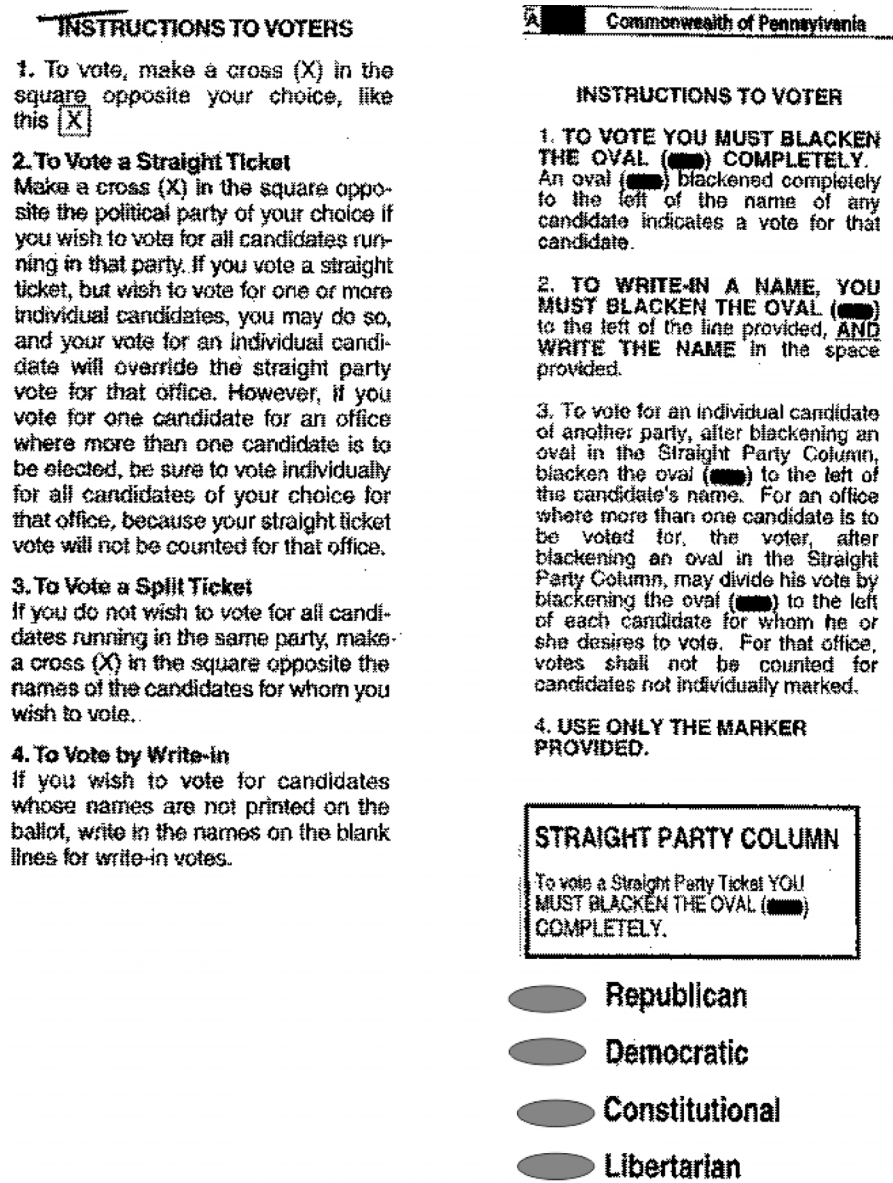 INSTRUCTIONS TO VOTERS
1. To vote, make a cross (X) in the
square opposite your choice, like
this [X]
2. To Vote a Straight Ticket
Make a cross (X) in the square oppo-
site the political party of your choice if
you wish to vote for all candidates run-
ning in that party. If you vote a straight
ticket, but wish to vote for one or more
individual candidates, you may do so,
and your vote for an individual candi-
date will override the straight party
vote for that office. However, if you
vote for one candidate for an office
where more than one candidate is to
be elected, be sure to vote individually
for all candidates of your choice for
that office, because your straight ticket
vote will not be counted for that office.
3. To Vote a Split Ticket
If you do not wish to vote for all candi-
dates running in the same party, make
a cross (X) in the square opposite the
names of the candidates for whom you
wish to vote.
4. To Vote by Write-in
If you wish to vote for candidates
whose names are not printed on the
ballot, write in the names on the blank
lines for write-in votes.
A Commonwealth of Pennsylvania
INSTRUCTIONS TO VOTER
1. TO VOTE YOU MUST BLACKEN
THE OVAL ( ) COMPLETELY.
An oval ( ) blackened completely
to the left of the name of any
candidate indicates a vote for that
candidate.
2. TO WRITE-IN A NAME, YOU
MUST BLACKEN THE OVAL ( )
to the left of the line provided, AND
WRITE THE NAME in the space
provided.
3. To vote for an individual candidate
of another party, after blackening an
oval in the Straight Party Column,
blacken the oval ( ) to the left of
the candidate's name. For an office
where more than one candidate is to
be voted for, the voter, after
blackening an oval in the Straight
Party Column, may divide his vote by
blackening the oval ( ) to the left
of each candidate for whom he or
she desires to vote. For that office,
votes shall not be counted for
candidates not individually marked.
4. USE ONLY THE MARKER
PROVIDED.
STRAIGHT PARTY COLUMN
To vote a Straight Party Ticket YOU
MUST BLACKEN THE OVAL ( )
COMPLETELY.
Republican
Democratic
Constitutional
Libertarian